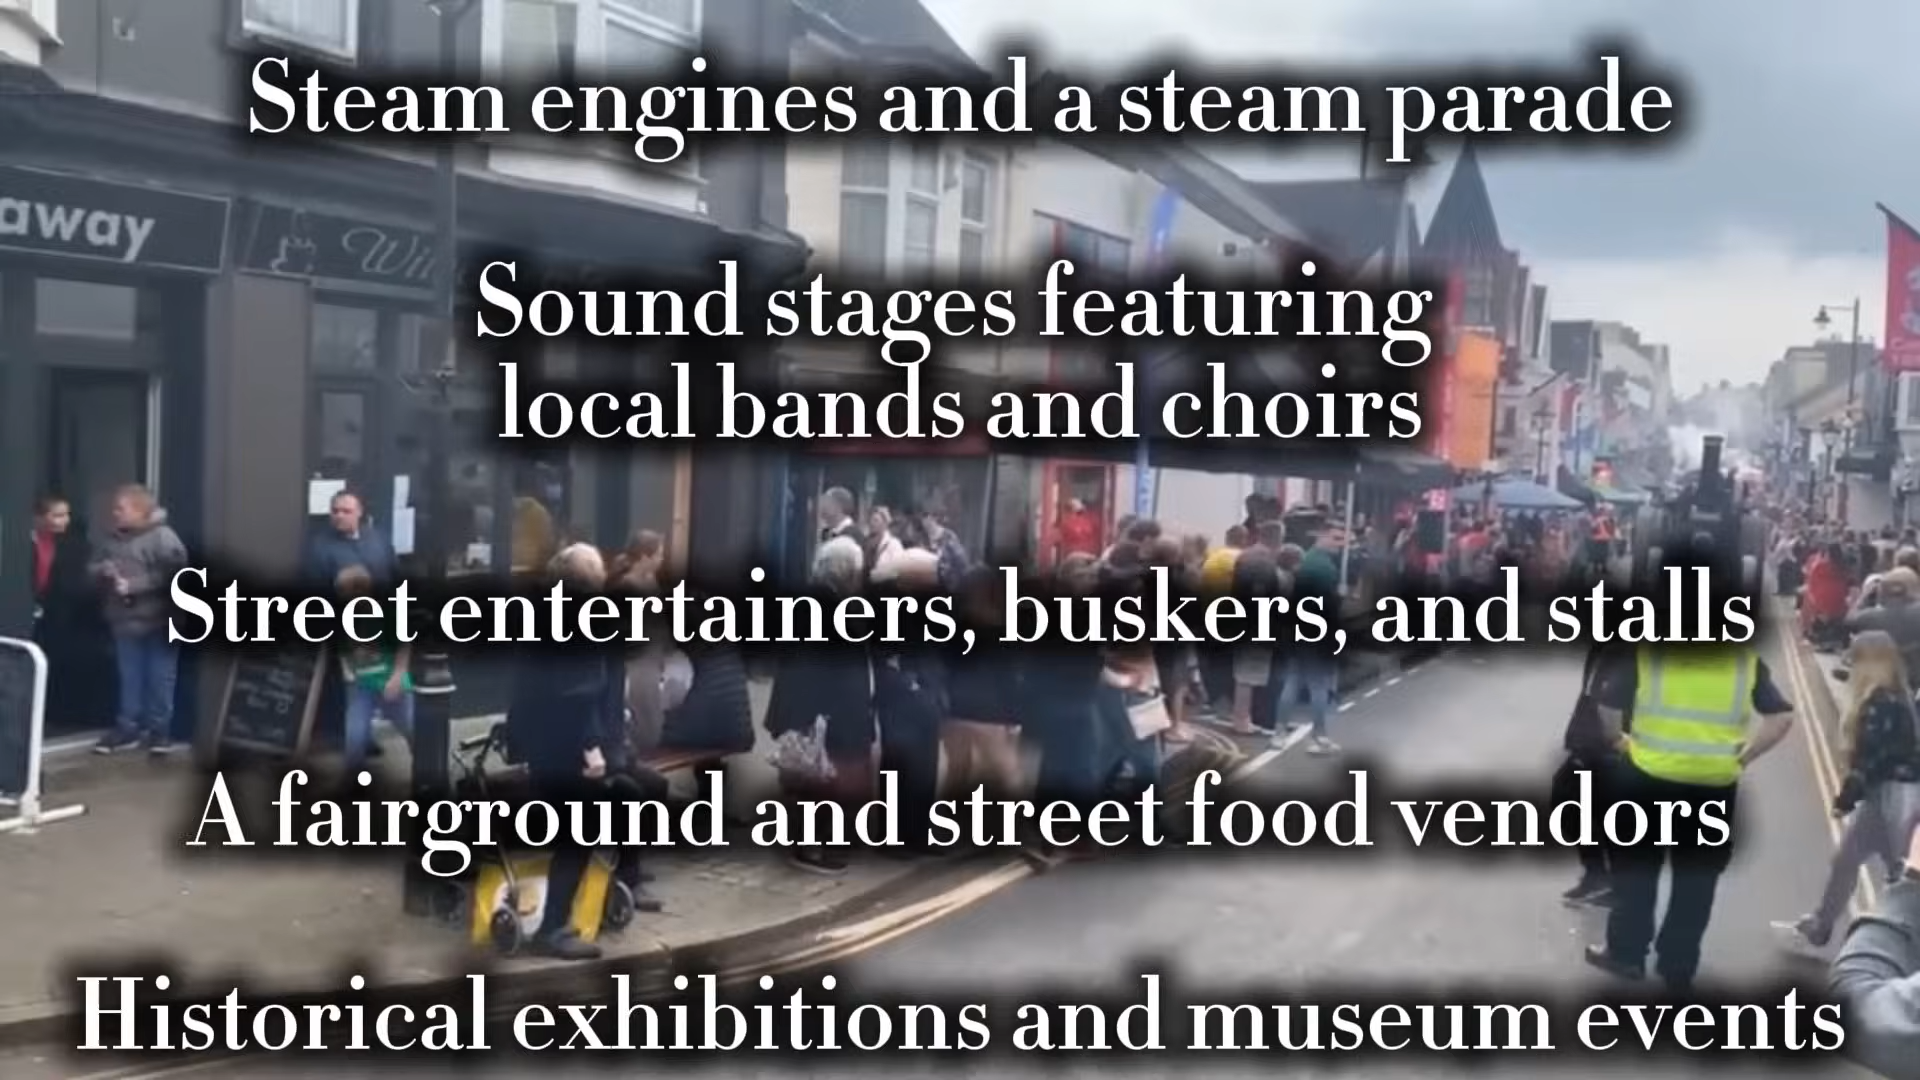 Steam engines and a steam parade
away
Sound stages featuring
local bands and choirs
Street entertainers, buskers, and stalls
A fairground and street food vendors
Historical exhibitions and museum events